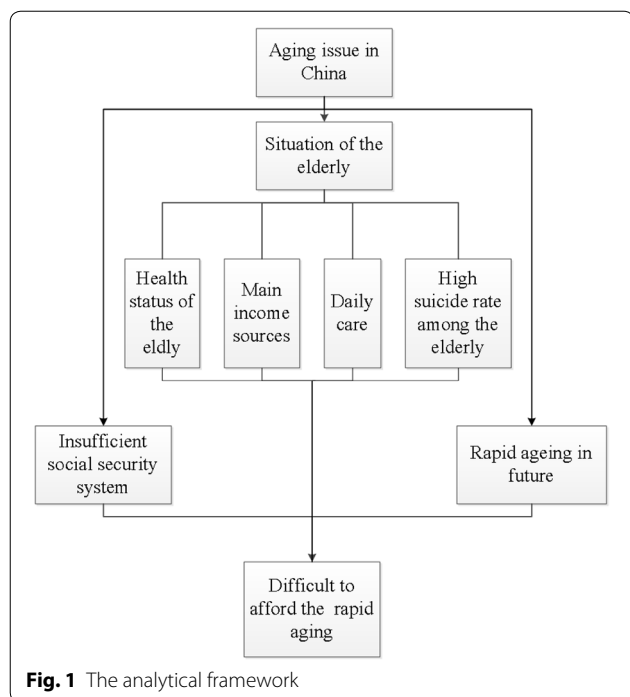 Aging issue in
China
Situation of the
elderly
Health
status of
the
eldly
Main
income
sources
Daily
care
High
suicide rate
among the
elderly
Insufficient
social security
system
Rapid ageing in
future
Difficult to
afford the rapid
aging
Fig. 1 The analytical framework